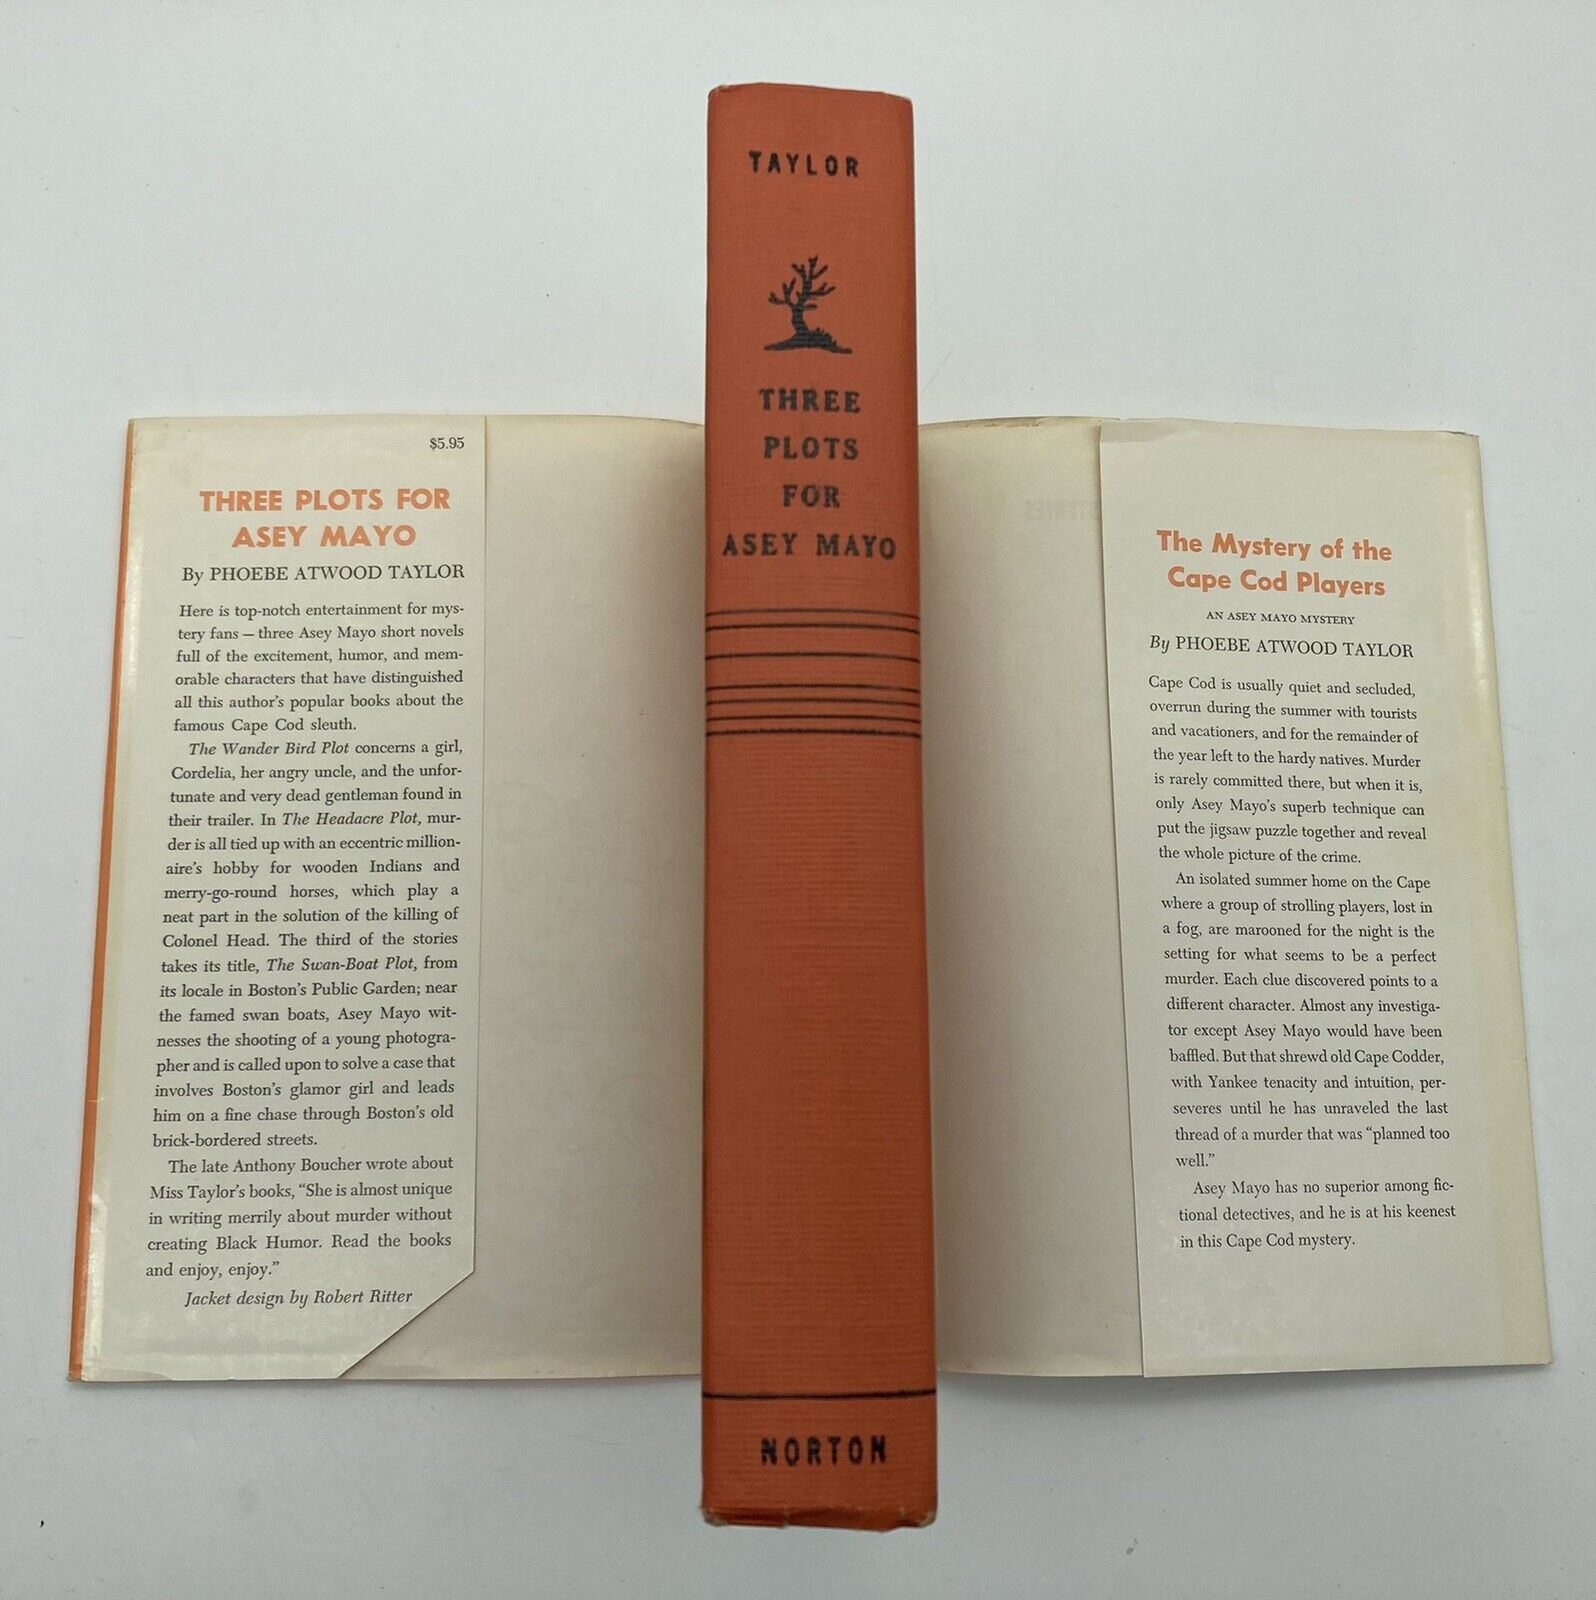 $5.95
THREE PLOTS FOR
ASEY MAYO
By PHOEBE ATWOOD TAYLOR
Here is top-notch entertainment for mys-
tery fans — three Asey Mayo short novels
full of the excitement, humor, and mem-
orable characters that have distinguished
all this author's popular books about the
famous Cape Cod sleuth.
The Wander Bird Plot concerns a girl,
Cordelia, her angry uncle, and the unfor-
tunate and very dead gentleman found in
their trailer. In The Headacre Plot, mur-
der is all tied up with an eccentric million-
aire's hobby for wooden Indians and
merry-go-round horses, which play a
neat part in the solution of the killing of
Colonel Head. The third of the stories
takes its title, The Swan-Boat Plot, from
its locale in Boston's Public Garden; near
the famed swan boats, Asey Mayo wit-
nesses the shooting of a young photogra-
pher and is called upon to solve a case that
involves Boston's glamor girl and leads
him on a fine chase through Boston's old
brick-bordered streets.
The late Anthony Boucher wrote about
Miss Taylor's books, "She is almost unique
in writing merrily about murder without
creating Black Humor. Read the books
and enjoy, enjoy."
Jacket design by Robert Ritter
TAYLOR
THREE
PLOTS
FOR
ASEY MAYO
NORTON
The Mystery of the
Cape Cod Players
AN ASEY MAYO MYSTERY
By PHOEBE ATWOOD TAYLOR
Cape Cod is usually quiet and secluded,
overrun during the summer with tourists
and vacationers, and for the remainder of
the year left to the hardy natives. Murder
is rarely committed there, but when it is,
only Asey Mayo's superb technique can
put the jigsaw puzzle together and reveal
the whole picture of the crime.
An isolated summer home on the Cape
where a group of strolling players, lost in
a fog, are marooned for the night is the
setting for what seems to be a perfect
murder. Each clue discovered points to a
different character. Almost any investiga-
tor except Asey Mayo would have been
baffled. But that shrewd old Cape Codder,
with Yankee tenacity and intuition, per-
severes until he has unraveled the last
thread of a murder that was "planned too
well."
Asey Mayo has no superior among fic-
tional detectives, and he is at his keenest
in this Cape Cod mystery.